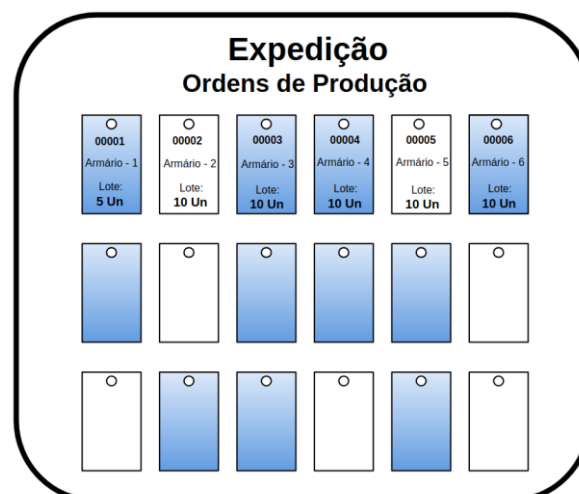 Expedição
Ordens de Produção
00001
Armário - 1
Lote:
5 Un
00002
Armário - 2
Lote:
10 Un
00003
Armário - 3
Lote:
10 Un
00004
Armário - 4
Lote:
10 Un
00005
Armário - 5
Lote:
10 Un
00006
Armário - 6
Lote:
10 Un